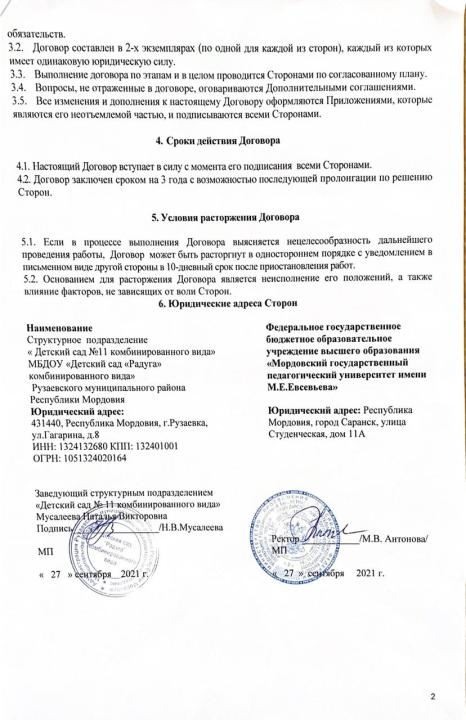 обязательств.
3.2. Договор составлен в 2-х экземплярах (по одной для каждой из сторон), каждый из которых
имеет одинаковую юридическую силу.
3.3. Выполнение договора по этапам и в целом проводится Сторонами по согласованному плану.
3.4. Вопросы, не отраженные в договоре, оговариваются Дополнительными соглашениями.
3.5. Все изменения и дополнения к настоящему Договору оформляются Приложениями, которые
являются его неотъемлемой частью, и подписываются всеми Сторонами.
4. Сроки действия Договора
4.1. Настоящий Договор вступает в силу с момента его подписания всеми Сторонами.
4.2. Договор заключен сроком на 3 года с возможностью последующей пролонгации по решению
Сторон.
5. Условия расторжения Договора
5.1. Если в процессе выполнения Договора выясняется нецелесообразность дальнейшего
проведения работы, Договор может быть расторгнут в одностороннем порядке с уведомлением в
письменном виде другой стороны в 10-дневный срок после приостановления работ.
5.2. Основанием для расторжения Договора является неисполнение его положений, а также
влияние факторов, не зависящих от воли Сторон.
6. Юридические адреса Сторон
Наименование
Структурное подразделение
« Детский сад №11 комбинированного вида»
МБДОУ «Детский сад «Радуга»
комбинированного вида»
Рузаевского муниципального района
Республики Мордовия
Юридический адрес:
431440, Республика Мордовия, г.Рузаевка,
ул.Гагарина, д.8
ИНН: 1324132680 КПП: 132401001
ОГРН: 1051324020164
Федеральное государственное
бюджетное образовательное
учреждение высшего образования
«Мордовский государственный
педагогический университет имени
М.Е.Евсевьева»
Юридический адрес: Республика
Мордовия, город Саранск, улица
Студенческая, дом 11А
Заведующий структурным подразделением
«Детский сад № 11 комбинированного вида»
Мусалеева Наталья Викторовна
Подпись /Н.В.Мусалеева
МП
« 27 » сентября 2021 г.
Ректор /М.В. Антонова/
МП
« 27 » сентября 2021 г.
2